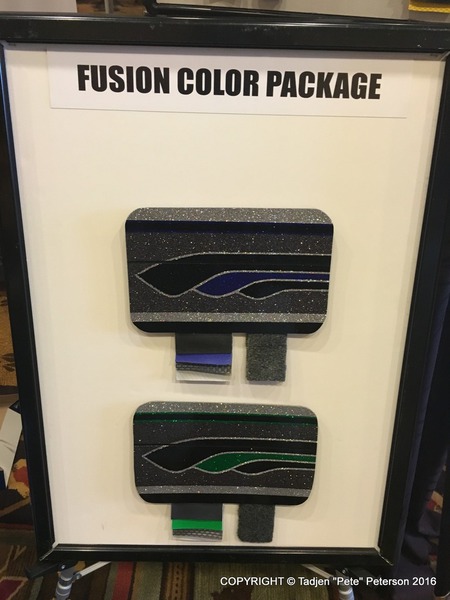 FUSION COLOR PACKAGE
COPYRIGHT © Tadjen "Pete" Peterson 2016